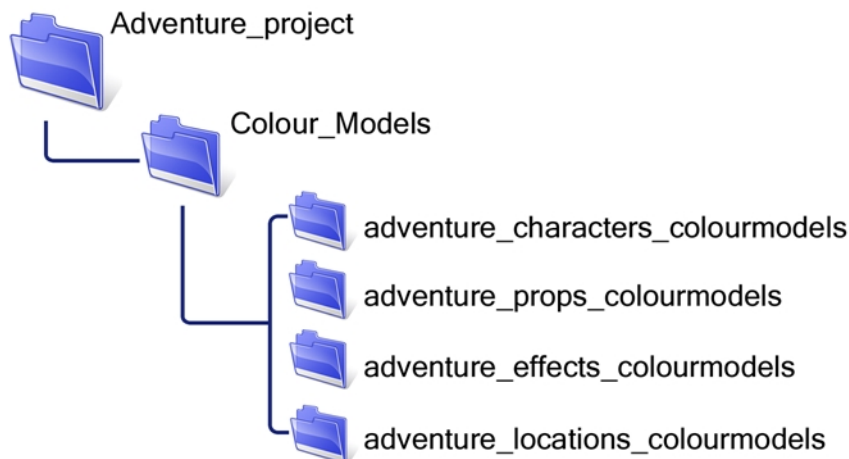 Adventure_project
Colour_Models
adventure_characters_colourmodels
adventure_props_colourmodels
adventure_effects_colourmodels
adventure_locations_colourmodels